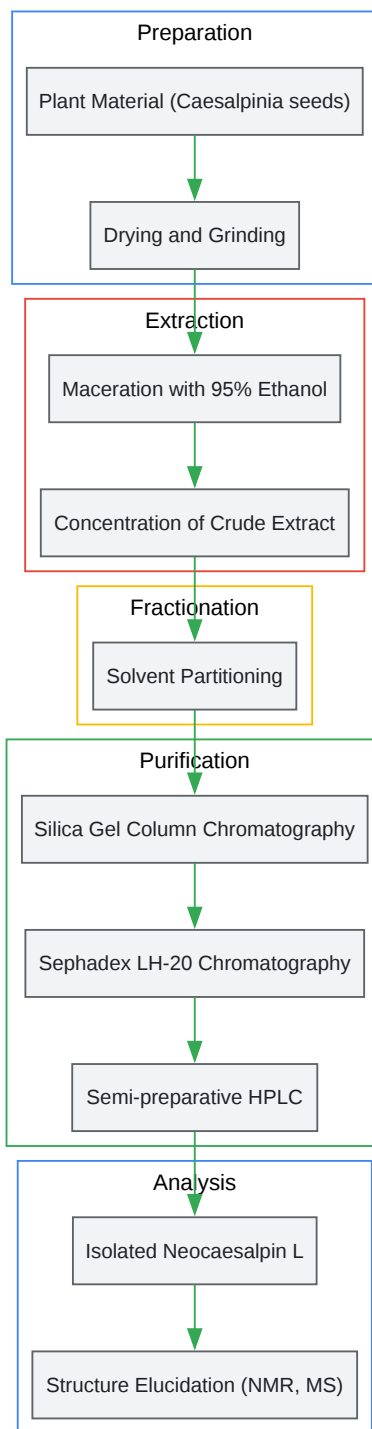 Preparation
Plant Material (Caesalpinia seeds)
Drying and Grinding
Extraction
Maceration with 95% Ethanol
Concentration of Crude Extract
Fractionation
Solvent Partitioning
Purification
Silica Gel Column Chromatography
Sephadex LH-20 Chromatography
Semi-preparative HPLC
Analysis
Isolated Neocaesalpin L
Structure Elucidation (NMR, MS)